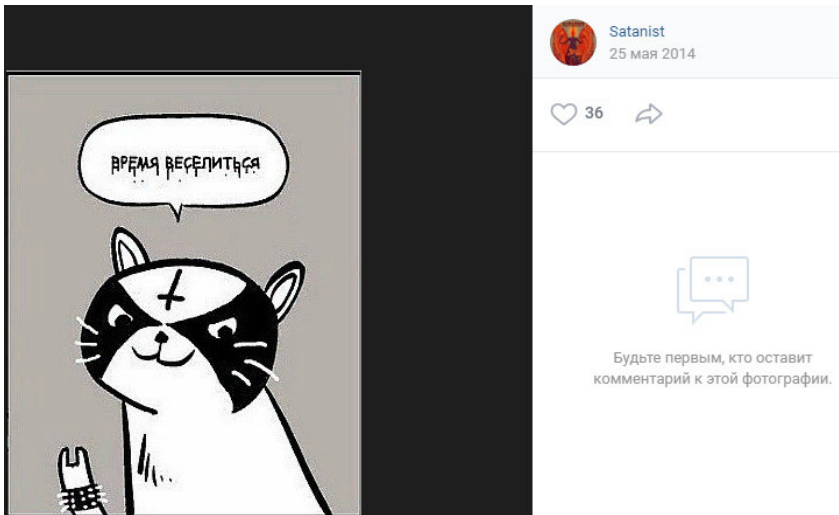 Satanist
25 мая 2014
36
ВРЕМЯ ВЕСЕЛИТЬСЯ
Будьте первым, кто оставит
комментарий к этой фотографии.